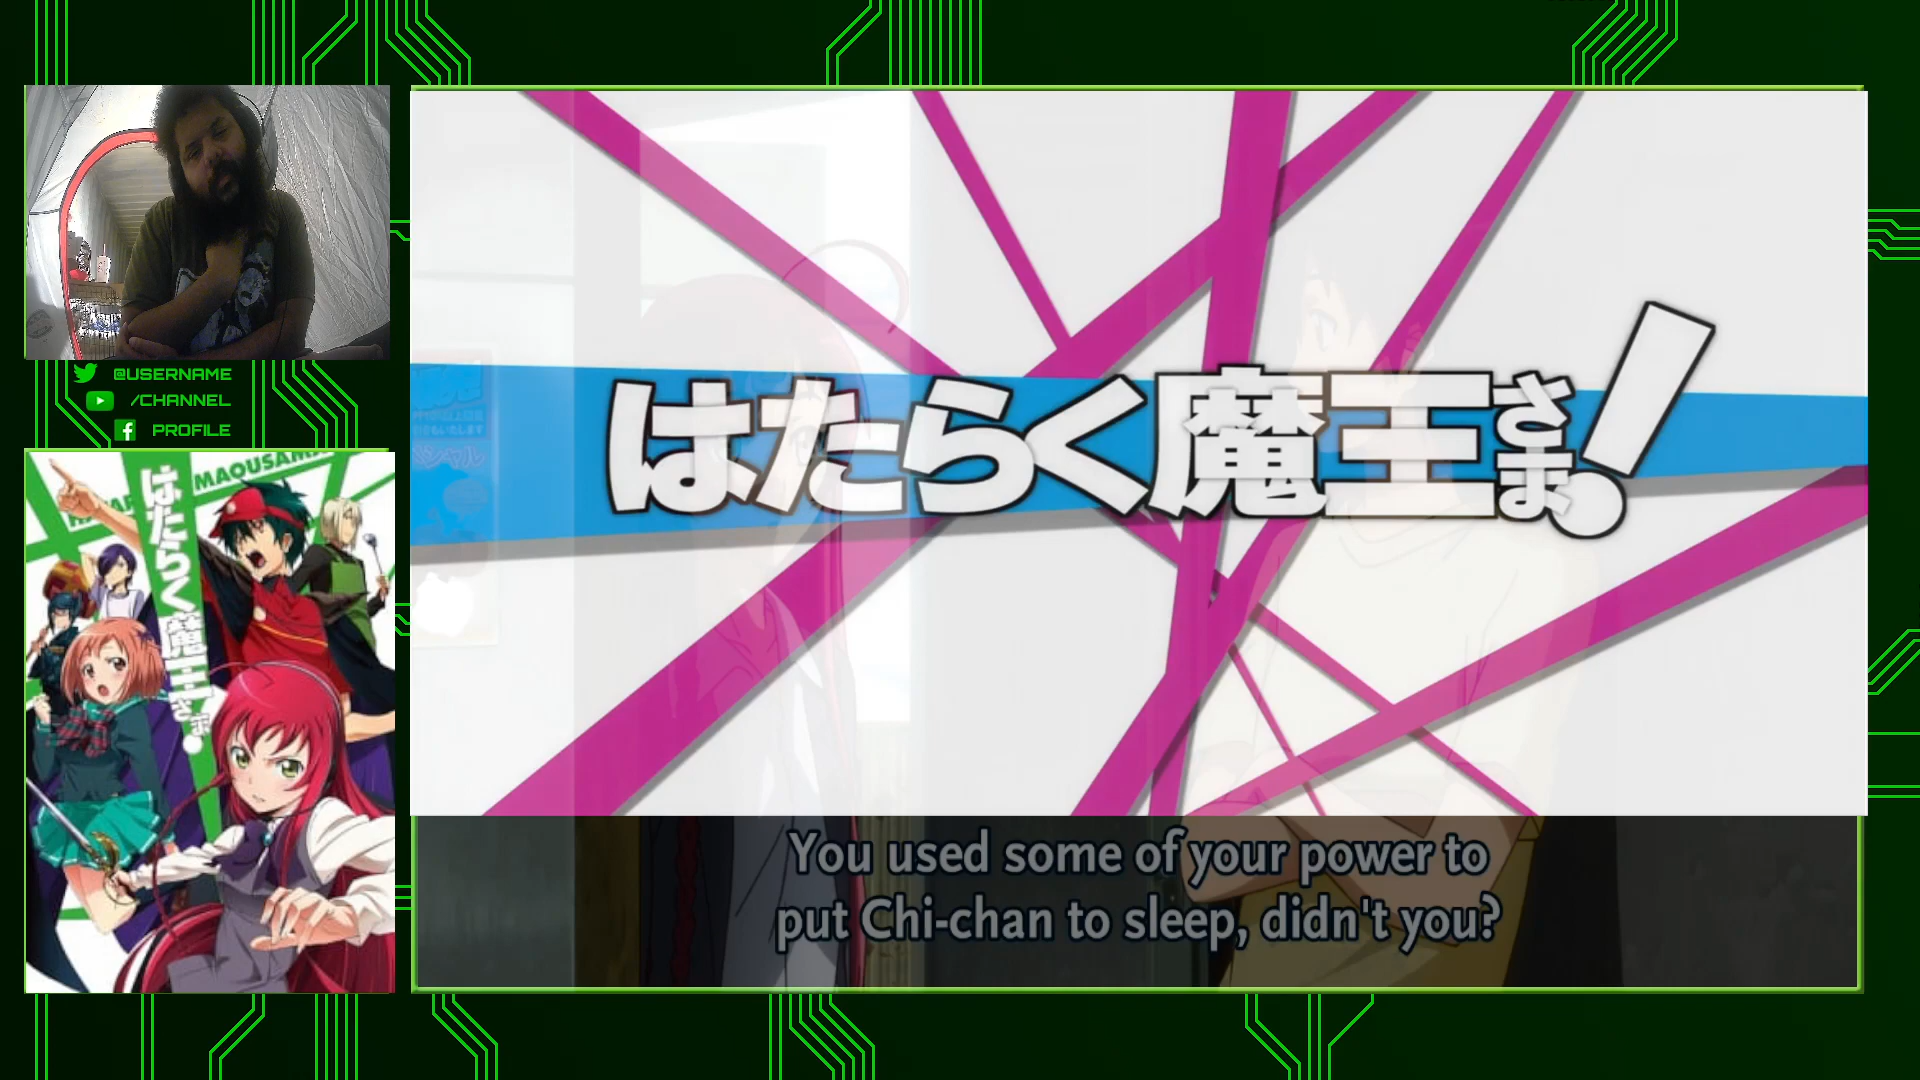 @USERNAME
/CHANNEL
PROFILE
MAOUSAMA
はたらく魔王さま!
はたらく魔王さま!
You used some of your power to
put Chi-chan to sleep, didn't you?